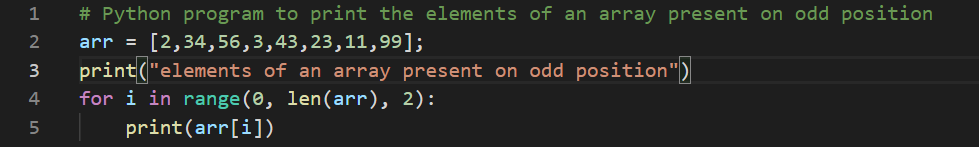 1 # Python program to print the elements of an array present on odd position
2 arr = [2,34,56,3,43,23,11,99];
3 print("elements of an array present on odd position")
4 for i in range(0, len(arr), 2):
5     print(arr[i])